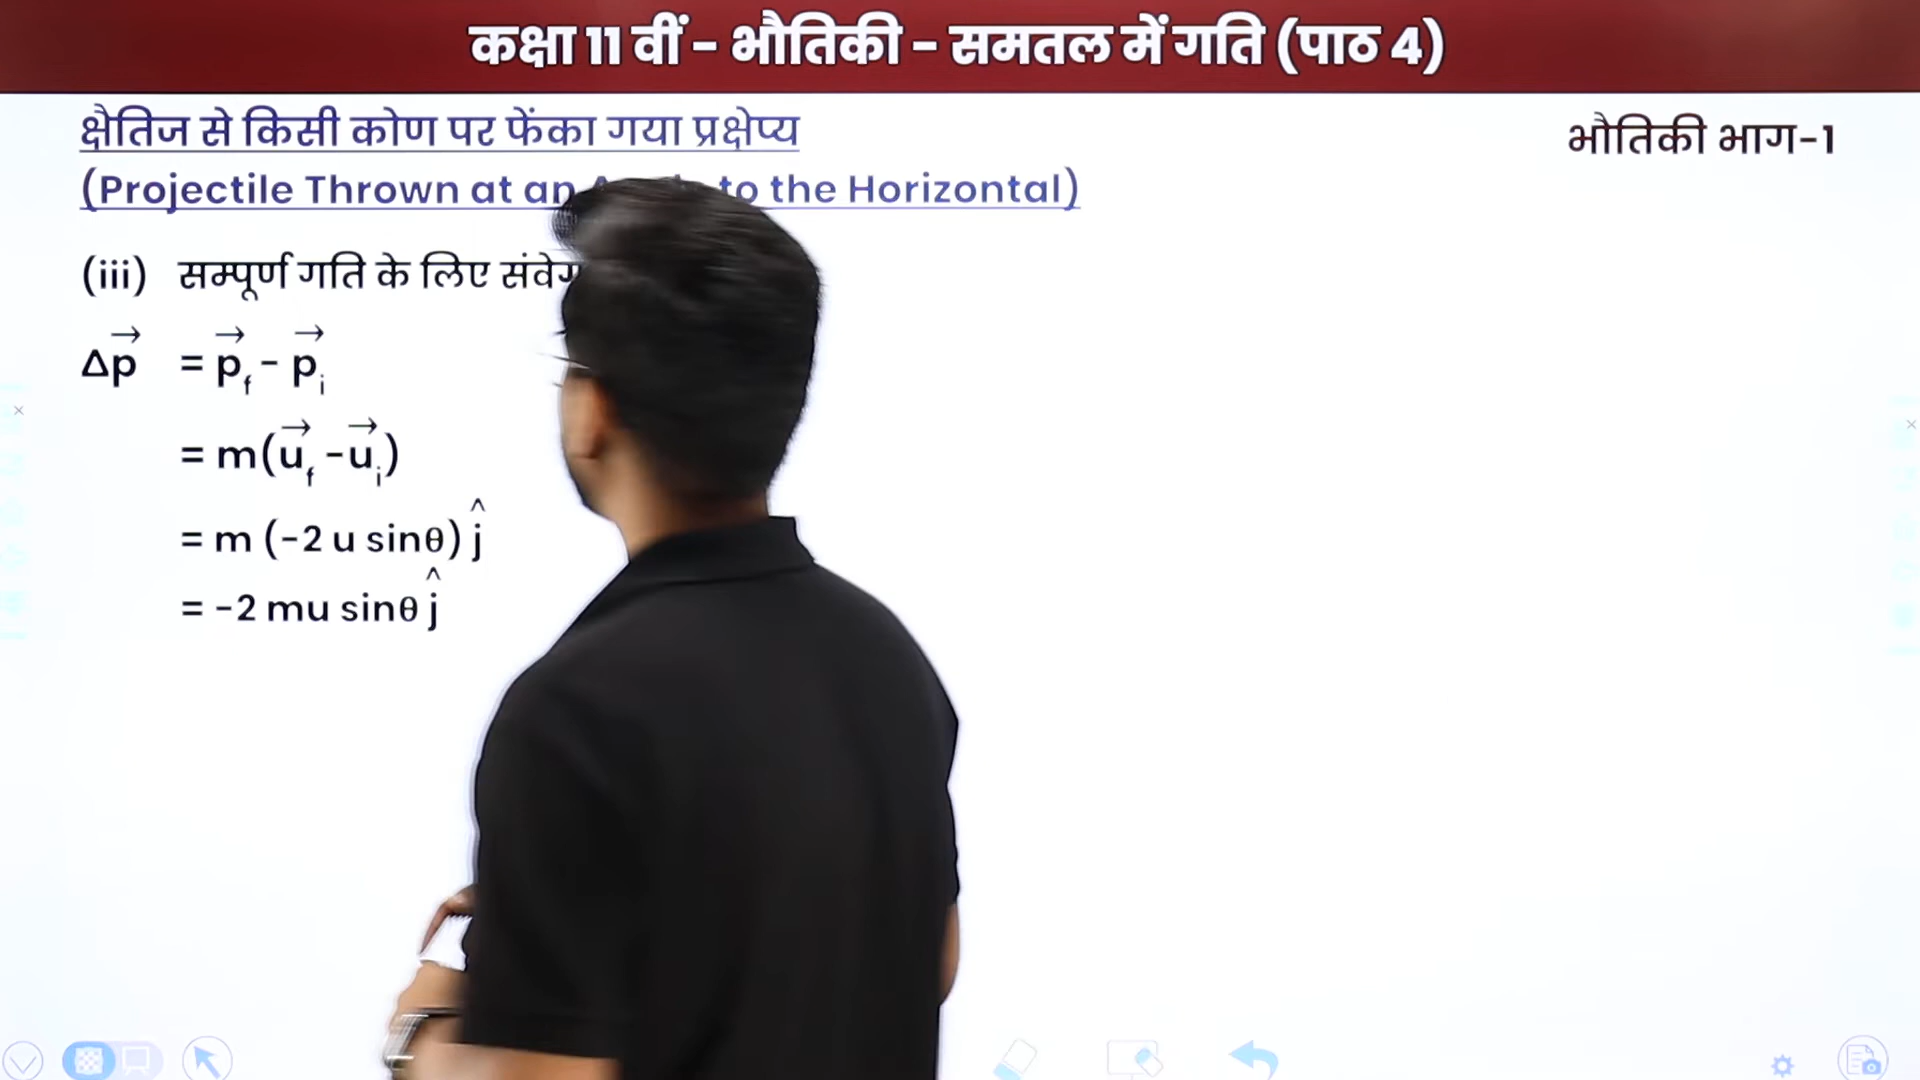 कक्षा 11 वीं - भौतिकी - समतल में गति (पाठ 4)
क्षैतिज से किसी कोण पर फेंका गया प्रक्षेप्य
भौतिकी भाग-1
(Projectile Thrown at an to the Horizontal)
(iii) सम्पूर्ण गति के लिए
Δp⃗ = p⃗f - p⃗i
= m(u⃗f - u⃗i)
= m (-2 u sinθ) ĵ
= -2 mu sinθ ĵ